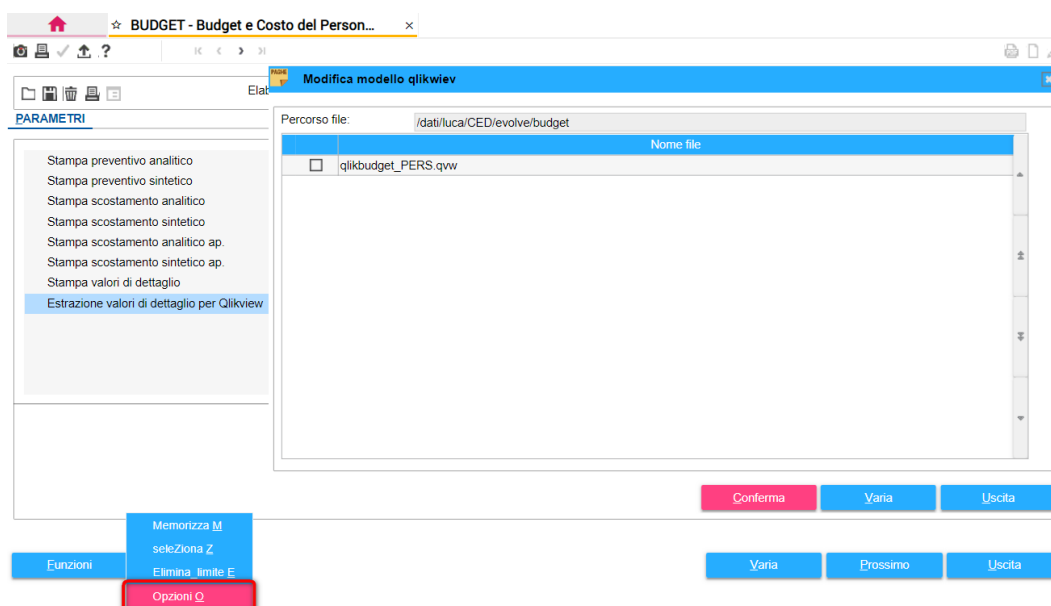 BUDGET - Budget e Costo del Person...
Elab
PAGHE
Modifica modello qlikwiev
PARAMETRI
Percorso file:
/dati/luca/CED/evolve/budget
Nome file
qlikbudget_PERS.qvw
Stampa preventivo analitico
Stampa preventivo sintetico
Stampa scostamento analitico
Stampa scostamento sintetico
Stampa scostamento analitico ap.
Stampa scostamento sintetico ap.
Stampa valori di dettaglio
Estrazione valori di dettaglio per Qlikview
Conferma
Varia
Uscita
Memorizza M
seleZiona Z
Elimina_limite E
Opzioni O
Funzioni
Varia
Prossimo
Uscita